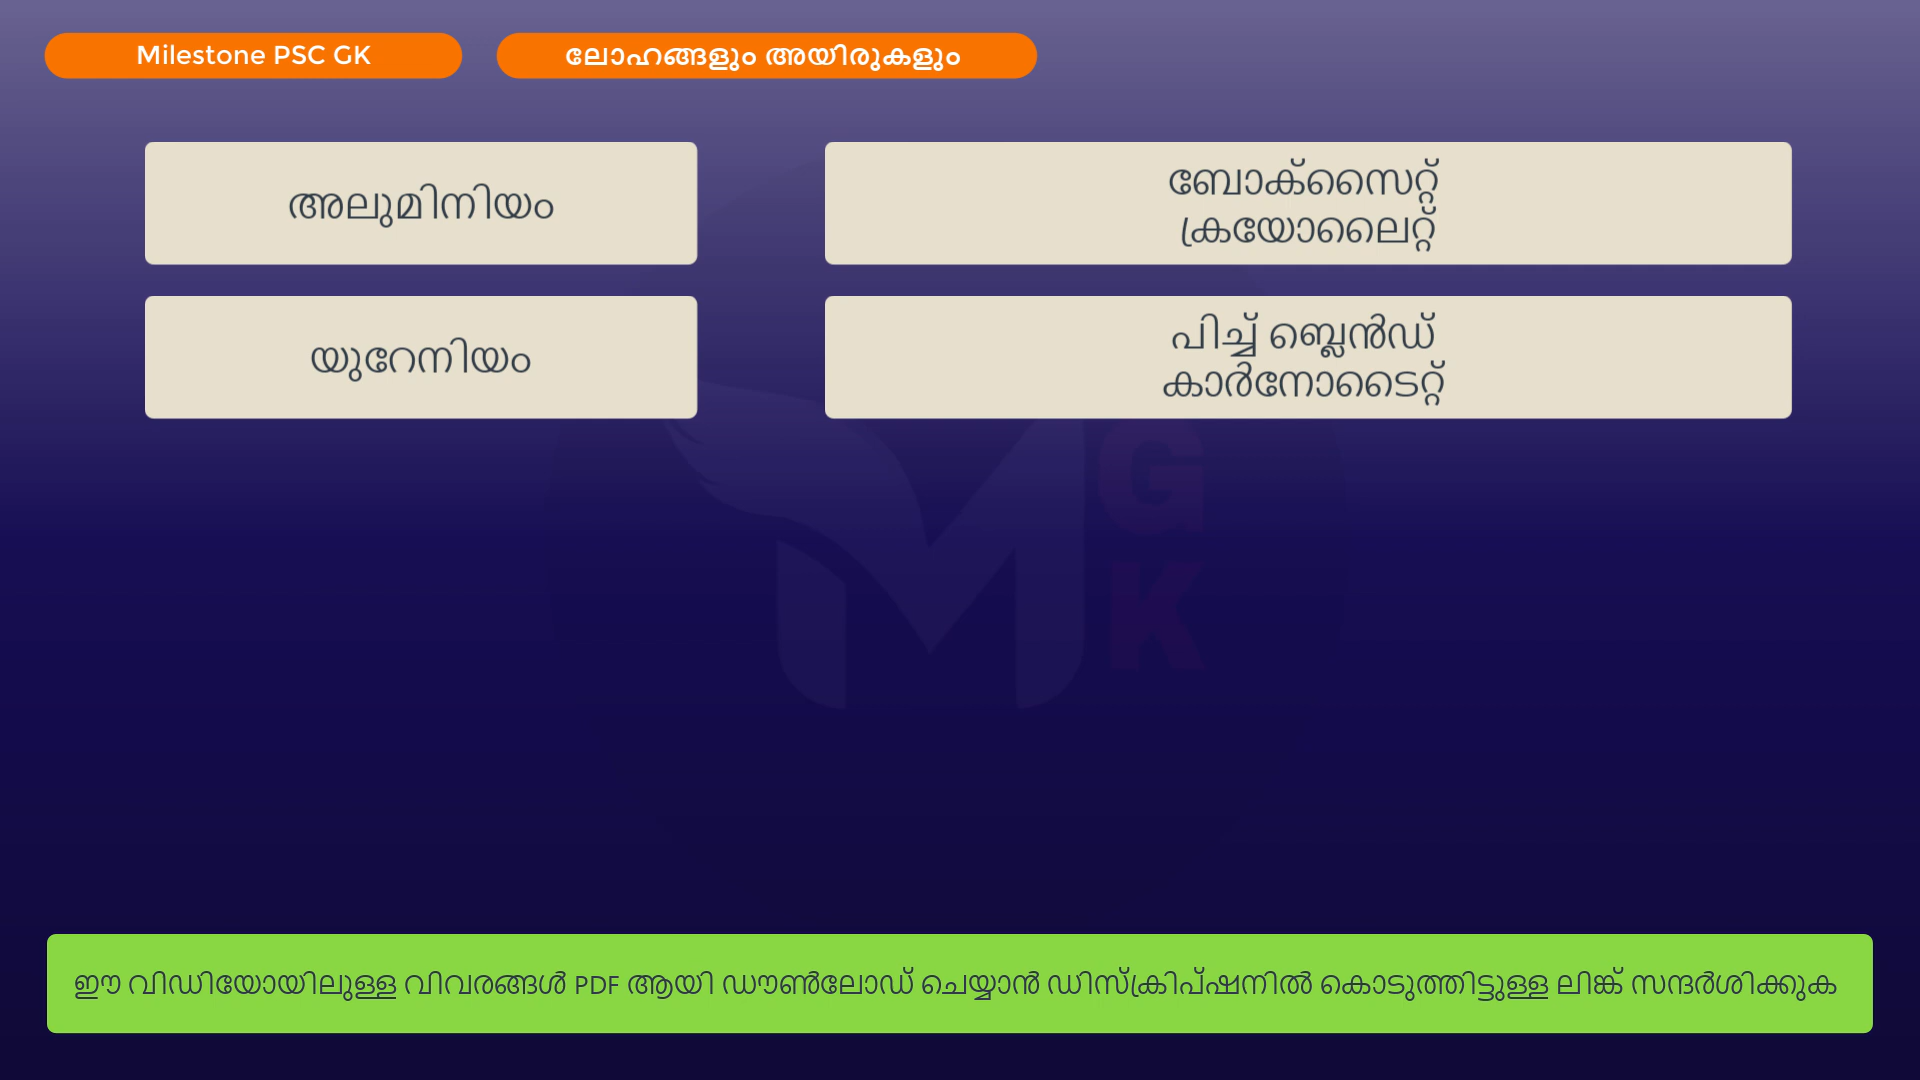 Milestone PSC GK
ലോഹങ്ങളും അയിരുകളും
അലുമിനിയം
ബോക്സൈറ്റ്
ക്രയോലൈറ്റ്
യുറേനിയം
പിച്ച് ബ്ലെൻഡ്
കാർനോടൈറ്റ്
G
K
ഈ വിഡിയോയിലുള്ള വിവരങ്ങൾ PDF ആയി ഡൗൺലോഡ് ചെയ്യാൻ ഡിസ്ക്രിപ്ഷനിൽ കൊടുത്തിട്ടുള്ള ലിങ്ക് സന്ദർശിക്കുക